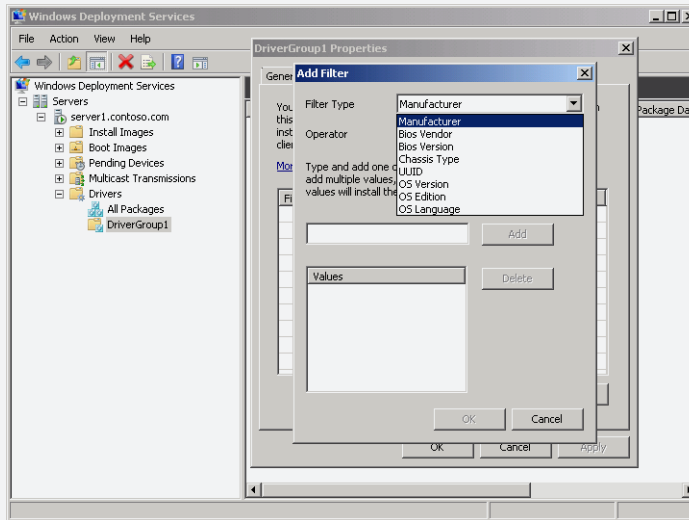 Windows Deployment Services
File Action View Help
Windows Deployment Services
Servers
server1.contoso.com
Install Images
Boot Images
Pending Devices
Multicast Transmissions
Drivers
All Packages
DriverGroup1
DriverGroup1 Properties
Gener
You
this
inst
clien
Mor
Fi
Package Da
Add Filter
Filter Type Manufacturer
Manufacturer
Bios Vendor
Bios Version
Chassis Type
UUID
OS Version
OS Edition
OS Language
Operator
Type and add one o
add multiple values,
values will install the
Add
Values
Delete
OK Cancel
OK Cancel Apply